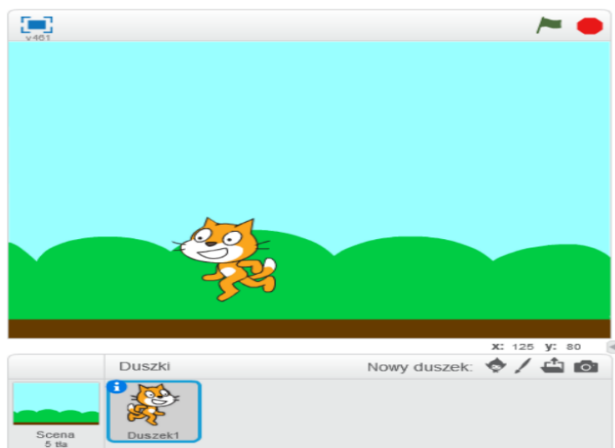 v461
x: 125 y: 80
Duszki
Nowy duszek:
Scena
5 tła
Duszek1